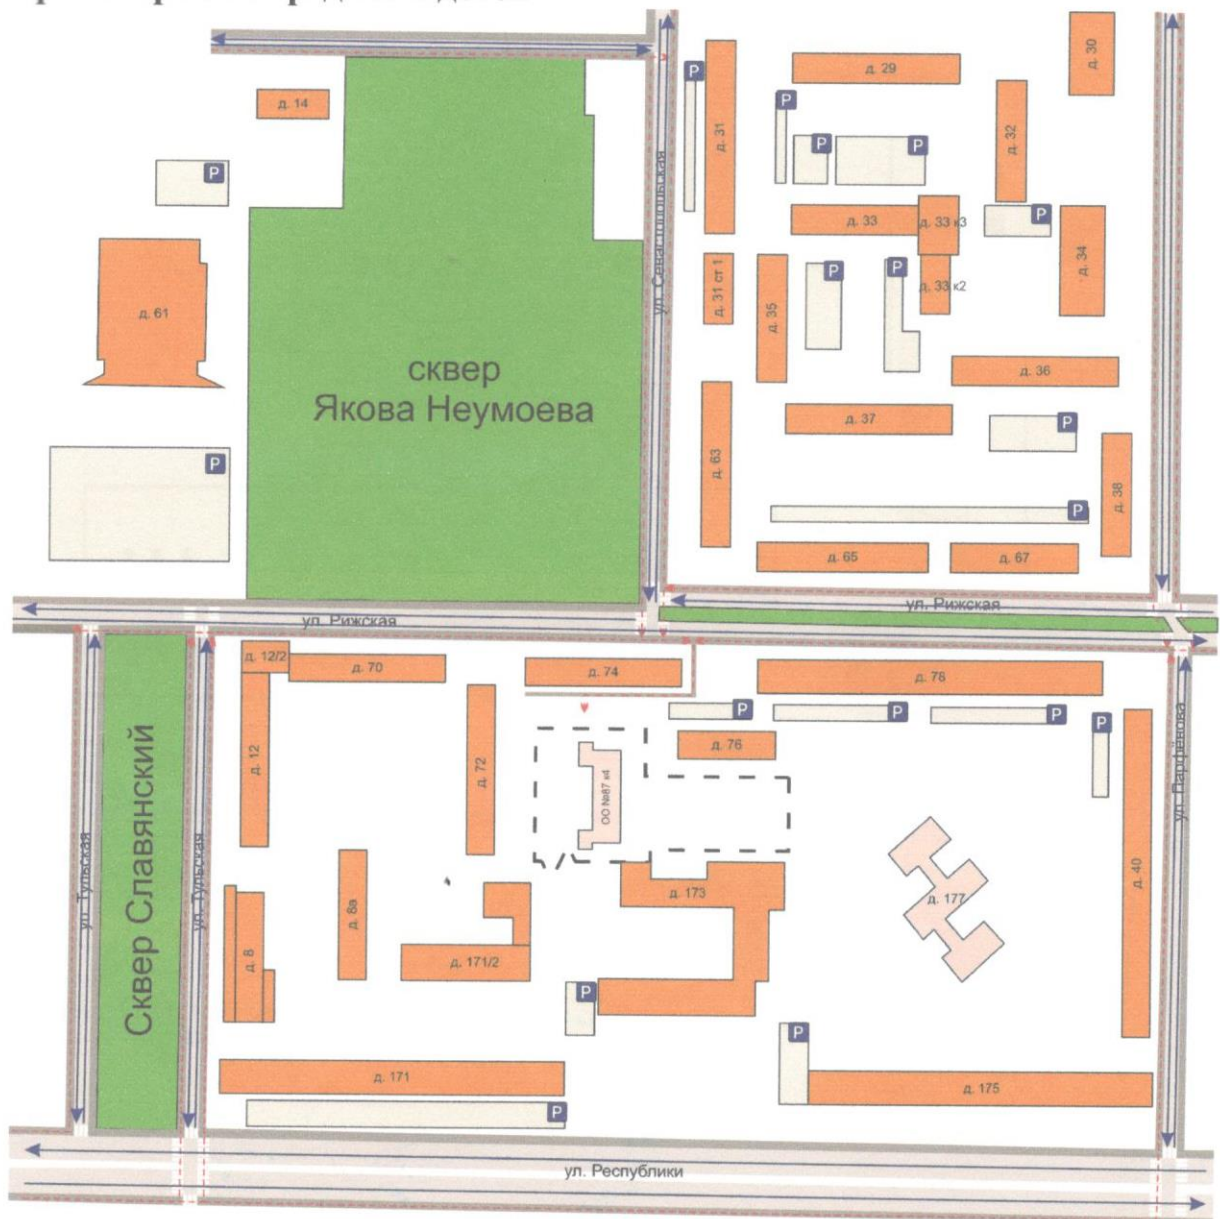 д. 14
P
д. 61
P
сквер
Якова Неумоева
ул. Севастопольская
P
д. 31
д. 29
д. 30
P
P
P
д. 32
д. 33
д. 33 к3
P
д. 34
д. 31 ст 1
д. 35
P
P
д. 33 к2
д. 36
д. 37
P
д. 63
д. 38
P
д. 65
д. 67
ул. Рижская
ул. Рижская
д. 12/2
д. 70
д. 74
д. 78
P
P
P
P
д. 12
д. 72
д. 76
ОО №87 к4
ул. Парфёнова
Сквер Славянский
ул. Тульская
ул. Тульская
д. 6а
д. 8
д. 171/2
д. 173
д. 177
д. 40
P
P
д. 171
д. 175
P
ул. Республики